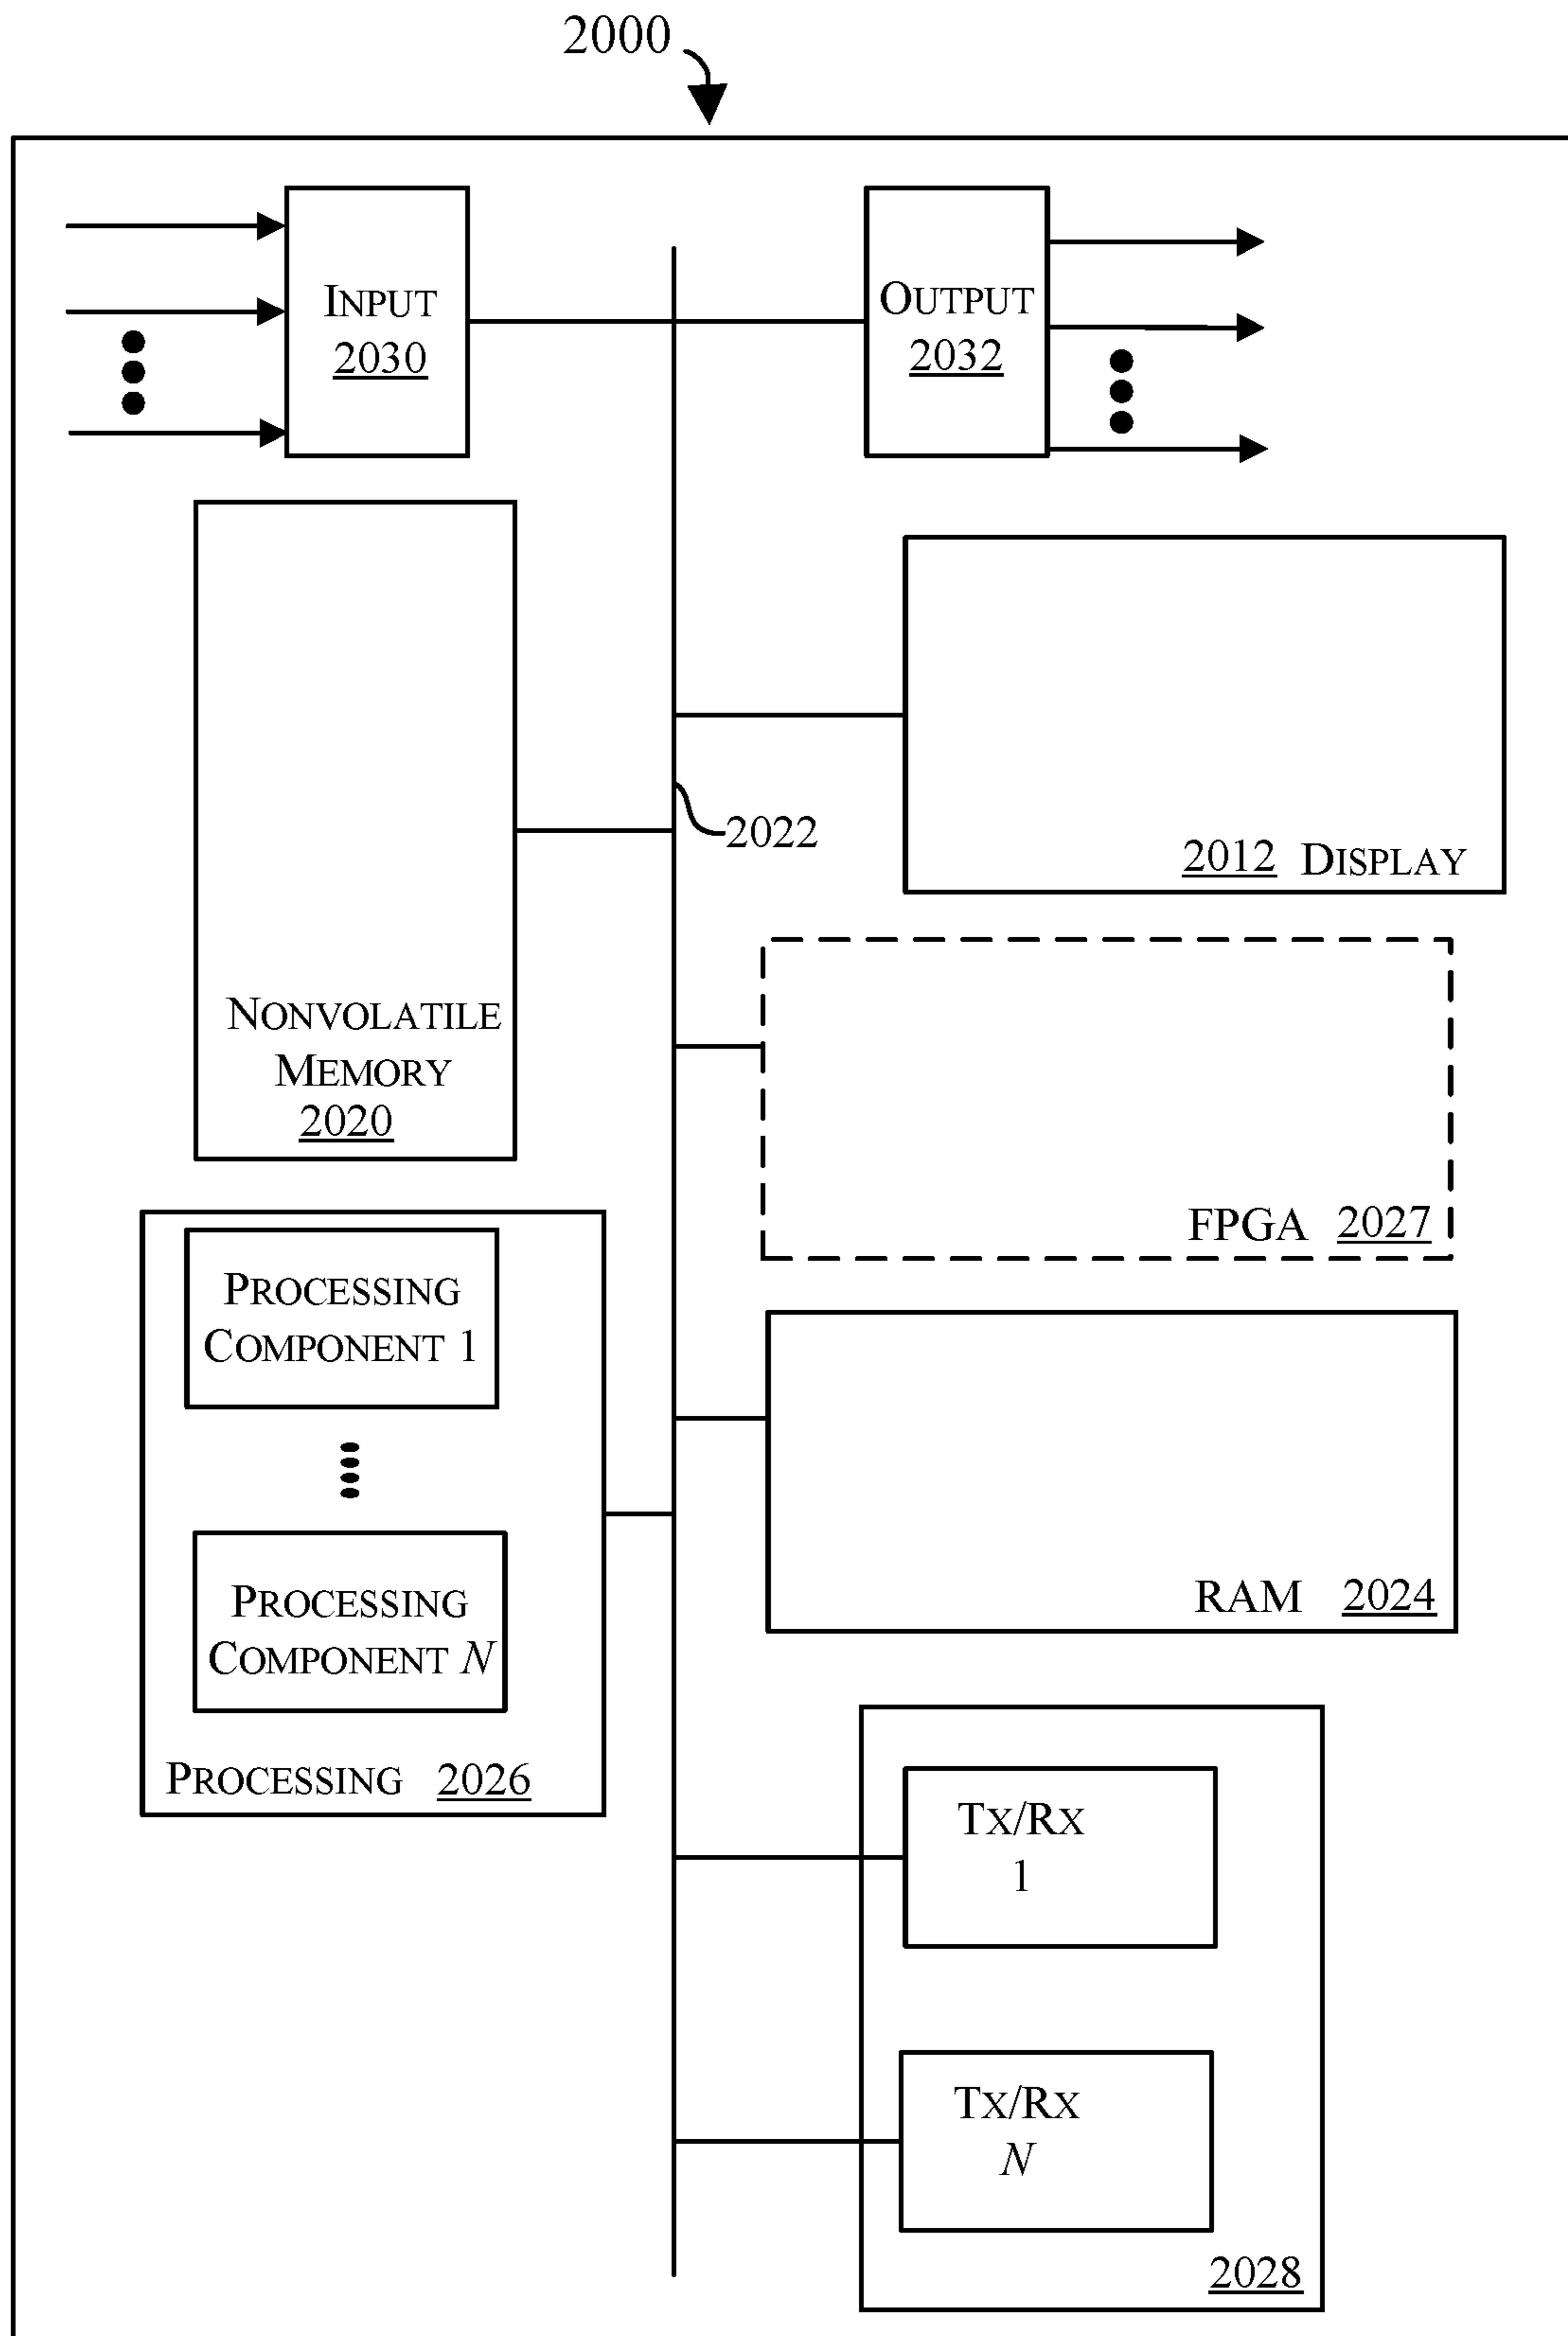 2000
INPUT
2030
OUTPUT
2032
2022
2012 DISPLAY
NONVOLATILE
MEMORY
2020
FPGA 2027
PROCESSING
COMPONENT 1
PROCESSING
COMPONENT N
PROCESSING 2026
RAM 2024
TX/RX
1
TX/RX
N
2028